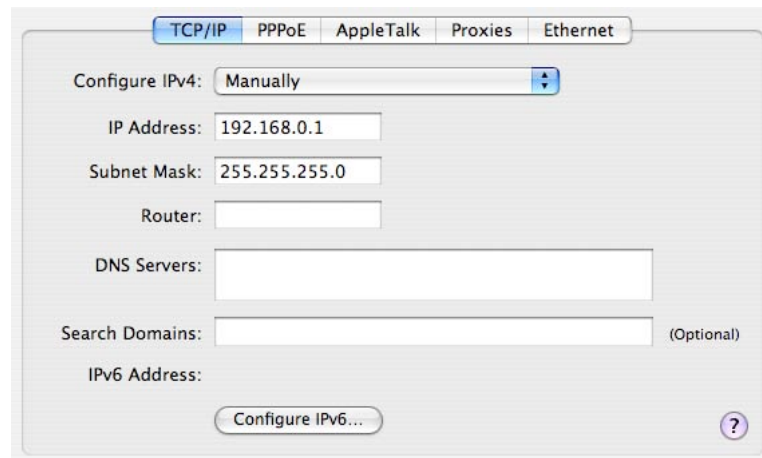 TCP/IP PPPoE AppleTalk Proxies Ethernet
Configure IPv4: Manually
IP Address: 192.168.0.1
Subnet Mask: 255.255.255.0
Router:
DNS Servers:
Search Domains: (Optional)
IPv6 Address:
Configure IPv6...
?